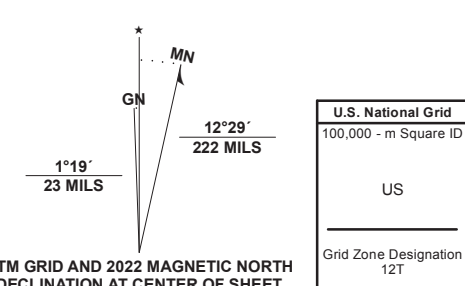 ★
MN
GN
12°29´
222 MILS
1°19´
23 MILS
TM GRID AND 2022 MAGNETIC NORTH
DECLINATION AT CENTER OF SHEET
U.S. National Grid
100,000 - m Square ID
US
Grid Zone Designation
12T